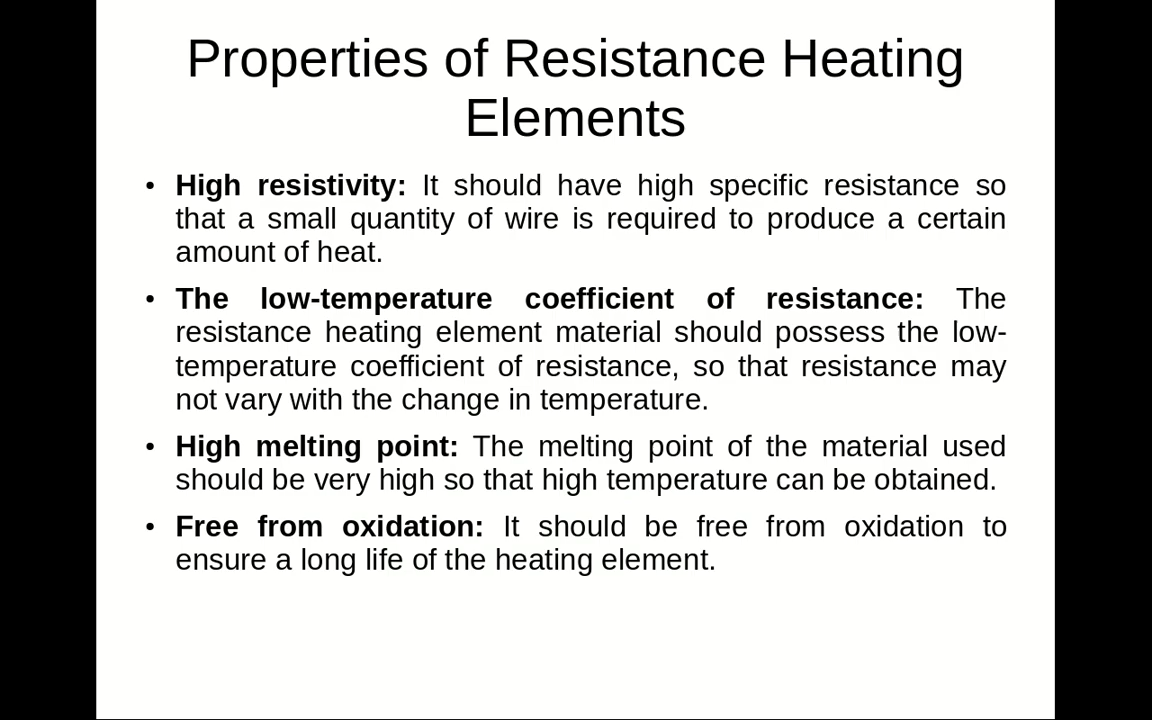 Properties of Resistance Heating
Elements
• High resistivity: It should have high specific resistance so
that a small quantity of wire is required to produce a certain
amount of heat.
• The low-temperature coefficient of resistance: The
resistance heating element material should possess the low-
temperature coefficient of resistance, so that resistance may
not vary with the change in temperature.
• High melting point: The melting point of the material used
should be very high so that high temperature can be obtained.
• Free from oxidation: It should be free from oxidation to
ensure a long life of the heating element.